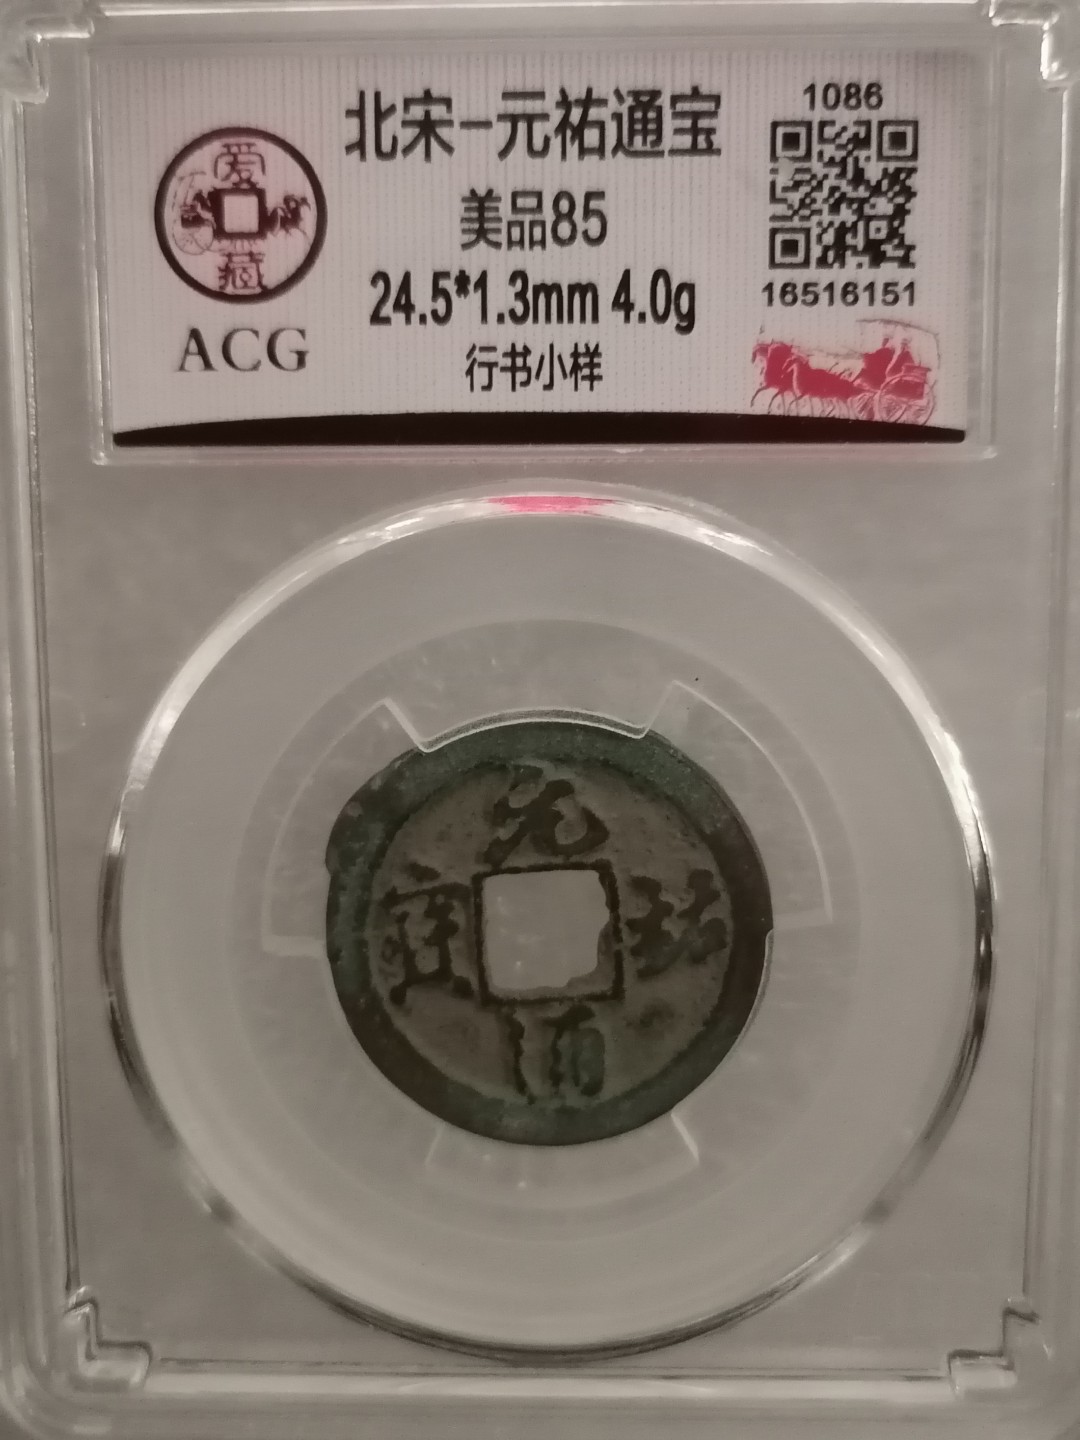 爱
藏
ACG
北宋-元祐通宝
美品85
24.5*1.3mm 4.0g
行书小样
1086
16516151
元祐通寳